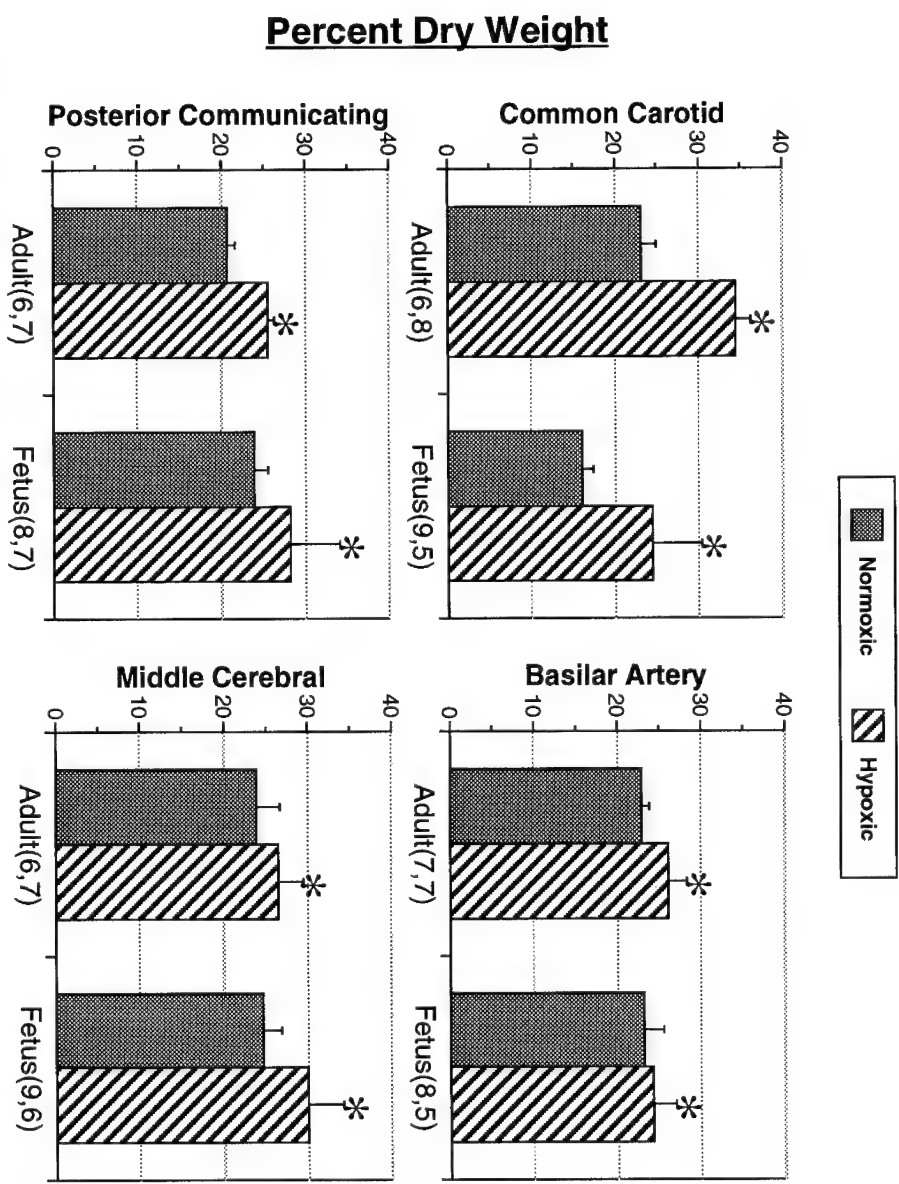 Percent Dry Weight
Normoxic
Hypoxic
Common Carotid
40
30
20
10
0
Adult(6,8)
Fetus(9,5)
Basilar Artery
40
30
20
10
0
Adult(7,7)
Fetus(8,5)
Posterior Communicating
40
30
20
10
0
Adult(6,7)
Fetus(8,7)
Middle Cerebral
40
30
20
10
0
Adult(6,7)
Fetus(9,6)